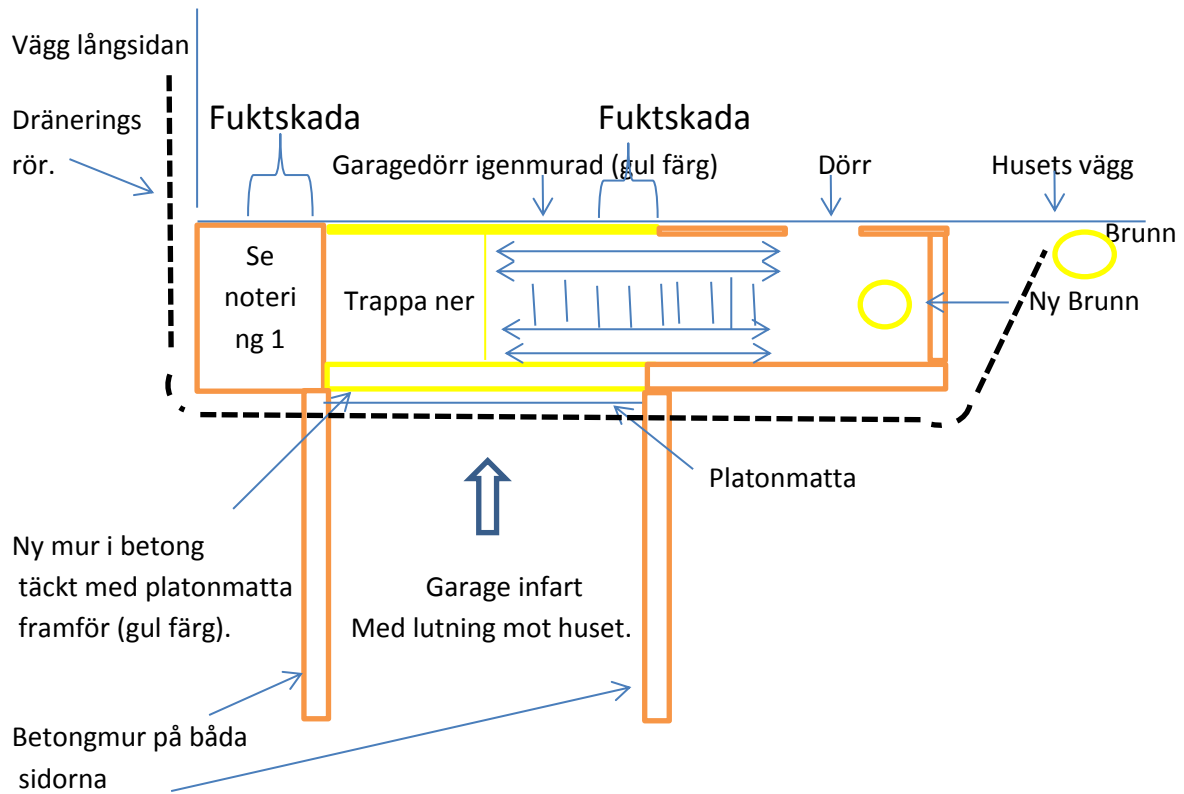 Vägg långsidan
Dränerings
rör.
Fuktskada
Fuktskada
Garagedörr igenmurad (gul färg)
Dörr
Husets vägg
Brunn
Se
noteri
ng 1
Trappa ner
Ny Brunn
Platonmatta
Ny mur i betong
täckt med platonmatta
framför (gul färg).
Garage infart
Med lutning mot huset.
Betongmur på båda
sidorna